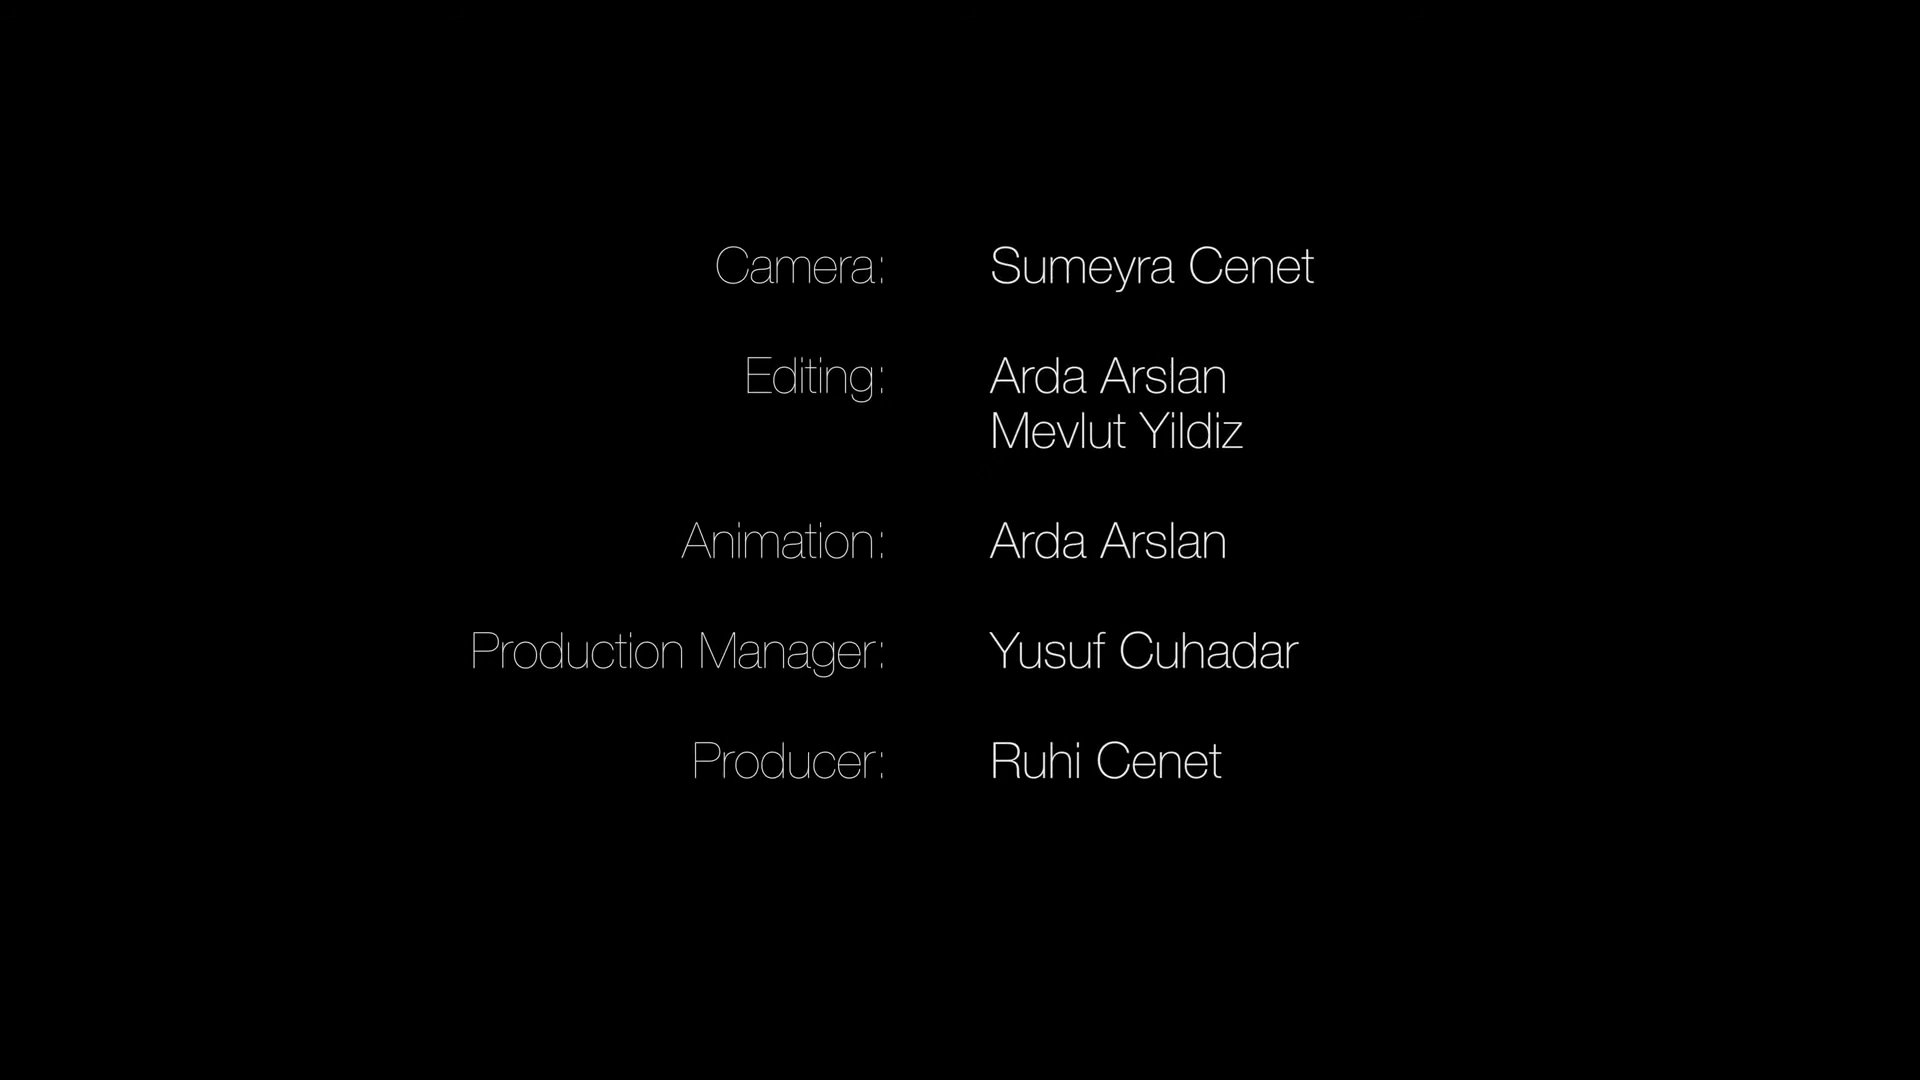 Camera: Sumeyra Cenet
Editing: Arda Arslan
Mevlut Yildiz
Animation: Arda Arslan
Production Manager: Yusuf Cuhadar
Producer: Ruhi Cenet